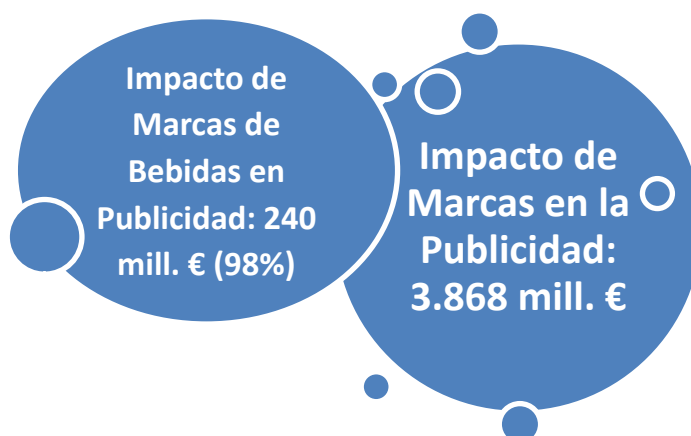 Impacto de
Marcas de
Bebidas en
Publicidad: 240
mill. € (98%)
Impacto de
Marcas en la
Publicidad:
3.868 mill. €